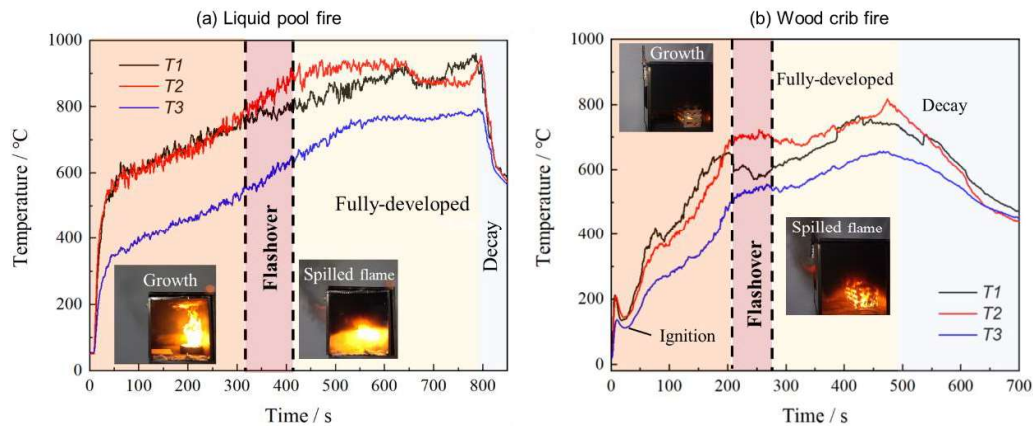 (a) Liquid pool fire
1000
800
600
400
200
0
Temperature / °C
T1
T2
T3
Growth
Flashover
Spilled flame
Fully-developed
Decay
0 100 200 300 400 500 600 700 800
Time / s
(b) Wood crib fire
1000
800
600
400
200
0
Temperature / °C
Growth
Fully-developed
Decay
Ignition
Flashover
Spilled flame
T1
T2
T3
0 100 200 300 400 500 600 700
Time / s